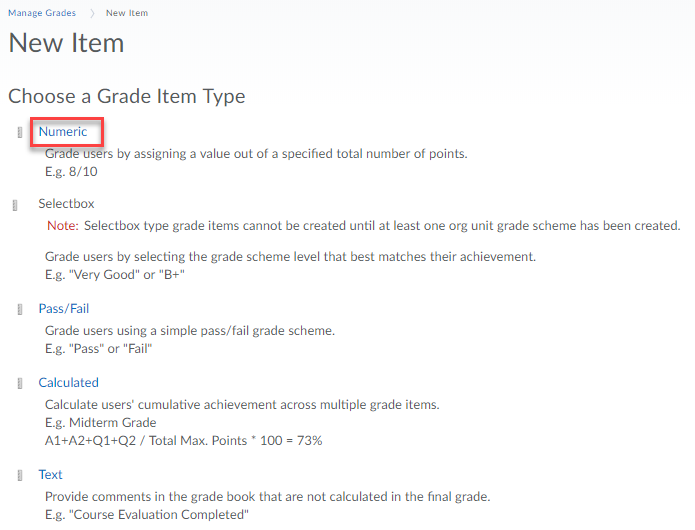 Manage Grades > New Item
New Item
Choose a Grade Item Type
Numeric
Grade users by assigning a value out of a specified total number of points.
E.g. 8/10
Selectbox
Note: Selectbox type grade items cannot be created until at least one org unit grade scheme has been created.
Grade users by selecting the grade scheme level that best matches their achievement.
E.g. "Very Good" or "B+"
Pass/Fail
Grade users using a simple pass/fail grade scheme.
E.g. "Pass" or "Fail"
Calculated
Calculate users' cumulative achievement across multiple grade items.
E.g. Midterm Grade
A1+A2+Q1+Q2 / Total Max. Points * 100 = 73%
Text
Provide comments in the grade book that are not calculated in the final grade.
E.g. "Course Evaluation Completed"